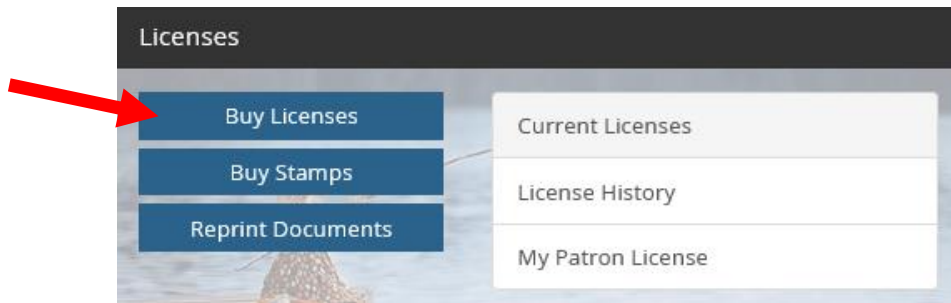 Licenses
Buy Licenses
Buy Stamps
Reprint Documents
Current Licenses
License History
My Patron License